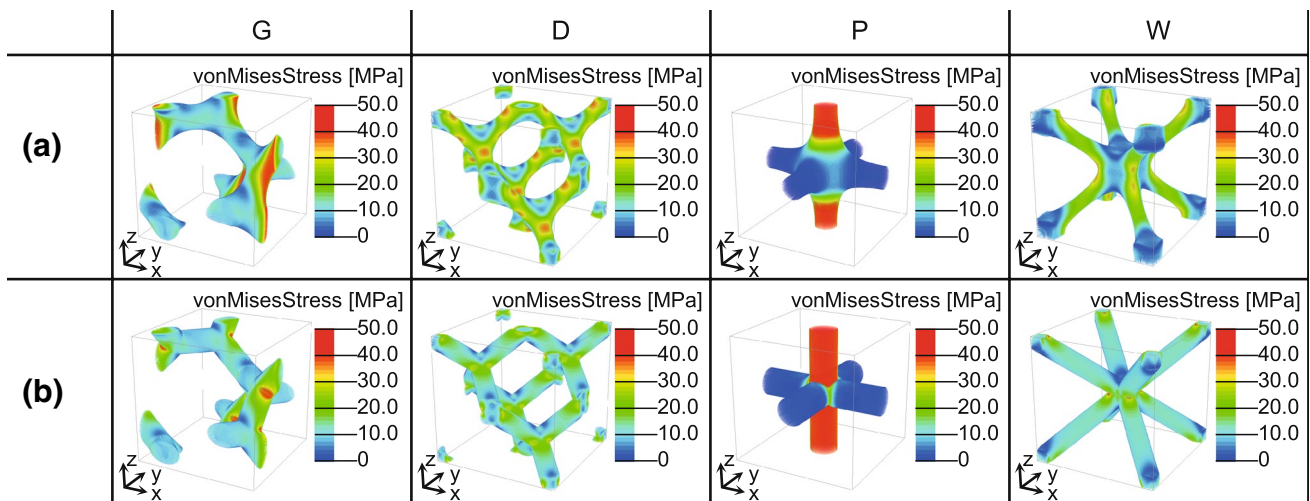 G D P W
(a)
vonMisesStress [MPa] vonMisesStress [MPa] vonMisesStress [MPa] vonMisesStress [MPa]
50.0 50.0 50.0 50.0
40.0 40.0 40.0 40.0
30.0 30.0 30.0 30.0
20.0 20.0 20.0 20.0
10.0 10.0 10.0 10.0
0 0 0 0
z z z z
y y y y
x x x x
(b)
vonMisesStress [MPa] vonMisesStress [MPa] vonMisesStress [MPa] vonMisesStress [MPa]
50.0 50.0 50.0 50.0
40.0 40.0 40.0 40.0
30.0 30.0 30.0 30.0
20.0 20.0 20.0 20.0
10.0 10.0 10.0 10.0
0 0 0 0
z z z z
y y y y
x x x x